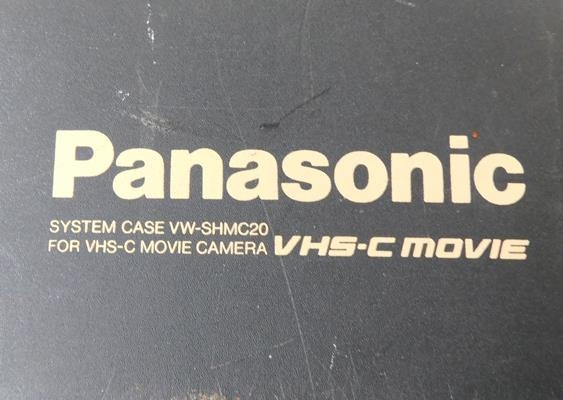 Panasonic
SYSTEM CASE VW-SHMC20
FOR VHS-C MOVIE CAMERA VHS-C MOVIE